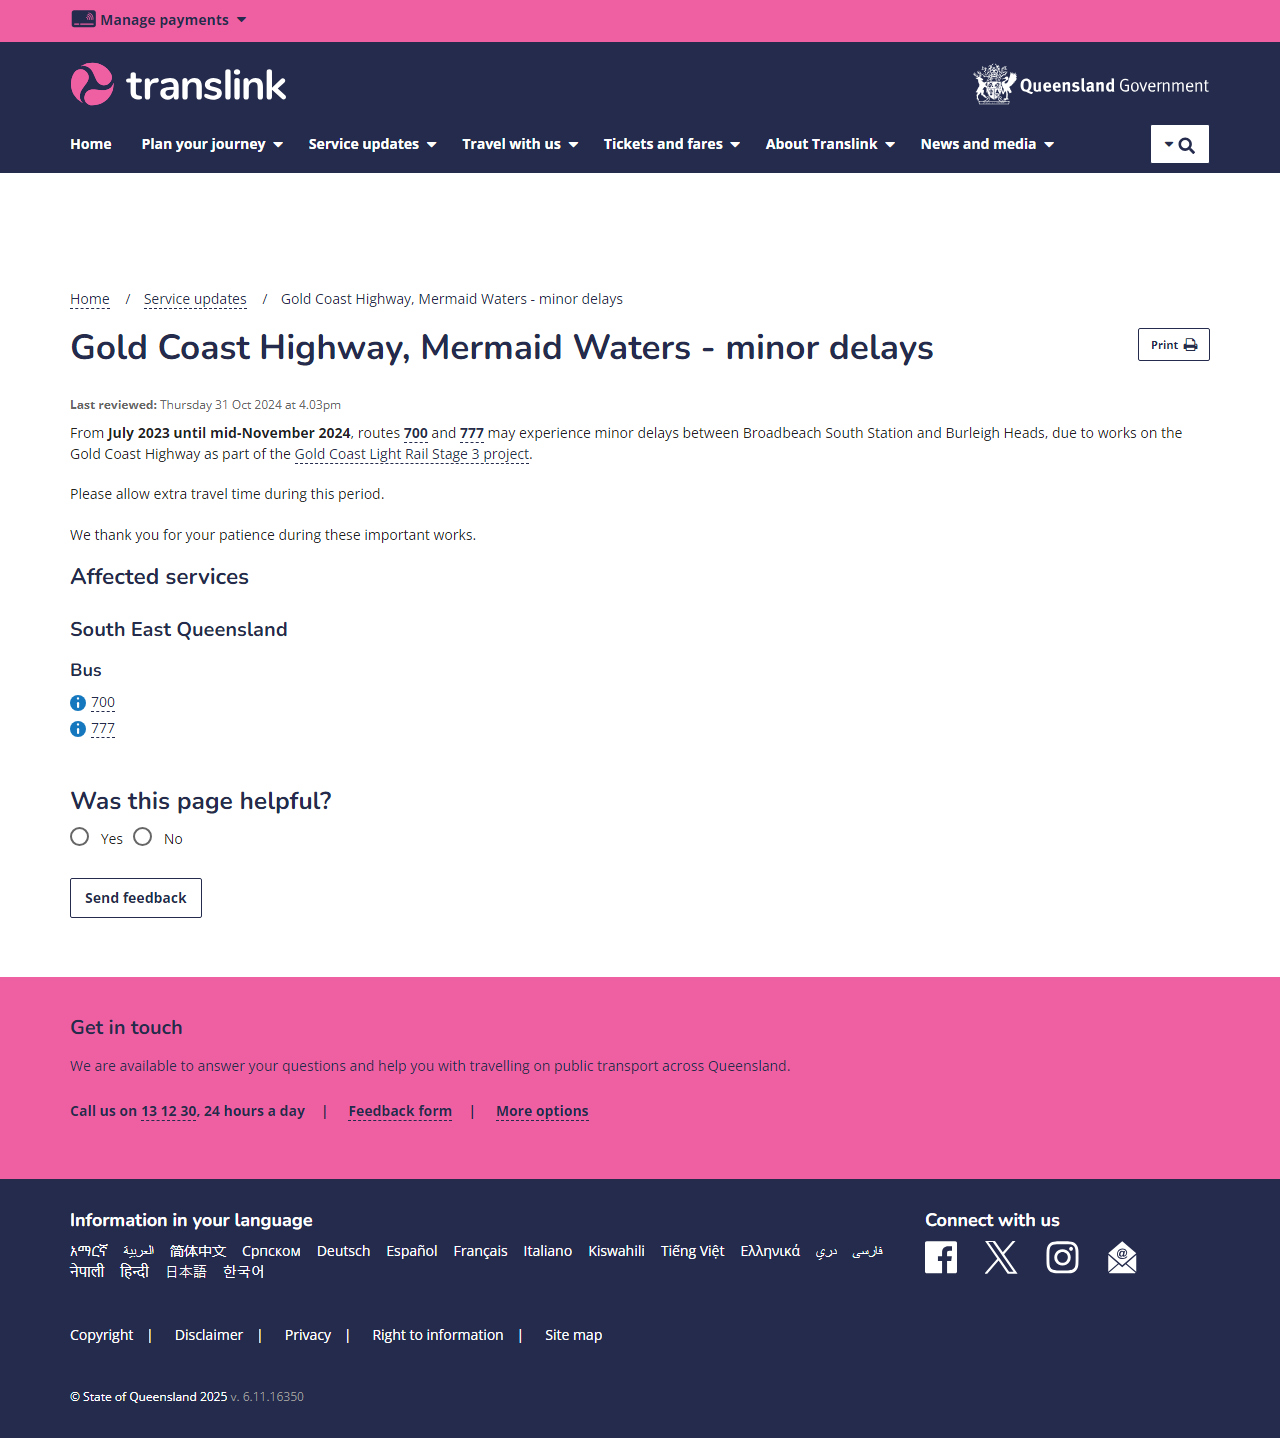 Manage payments
translink
Queensland Government
Home Plan your journey Service updates Travel with us Tickets and fares About Translink News and media
Home / Service updates / Gold Coast Highway, Mermaid Waters - minor delays
Gold Coast Highway, Mermaid Waters - minor delays
Print
Last reviewed: Thursday 31 Oct 2024 at 4.03pm
From July 2023 until mid-November 2024, routes 700 and 777 may experience minor delays between Broadbeach South Station and Burleigh Heads, due to works on the
Gold Coast Highway as part of the Gold Coast Light Rail Stage 3 project.
Please allow extra travel time during this period.
We thank you for your patience during these important works.
Affected services
South East Queensland
Bus
700
777
Was this page helpful?
Yes No
Send feedback
Get in touch
We are available to answer your questions and help you with travelling on public transport across Queensland.
Call us on 13 12 30, 24 hours a day | Feedback form | More options
Information in your language
አማርኛ العربية 简体中文 Српском Deutsch Español Français Italiano Kiswahili Tiếng Việt Ελληνικά دري فارسی
नेपाली हिन्दी 日本語 한국어
Connect with us
Copyright | Disclaimer | Privacy | Right to information | Site map
© State of Queensland 2025 v. 6.11.16350